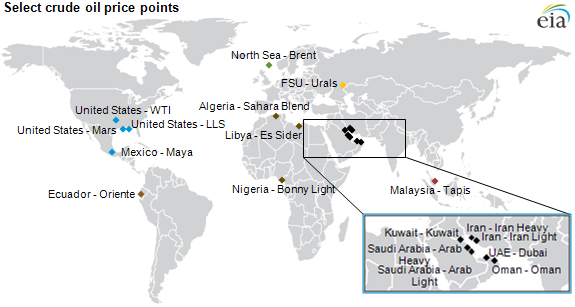 Select crude oil price points
eia
North Sea - Brent
FSU - Urals
United States - WTI
Algeria - Sahara Blend
United States - Mars
United States - LLS
Libya - Es Sider
Mexico - Maya
Ecuador - Oriente
Nigeria - Bonny Light
Malaysia - Tapis
Kuwait - Kuwait
Iran - Iran Heavy
Iran - Iran Light
Saudi Arabia - Arab
Heavy
UAE - Dubai
Saudi Arabia - Arab
Light
Oman - Oman